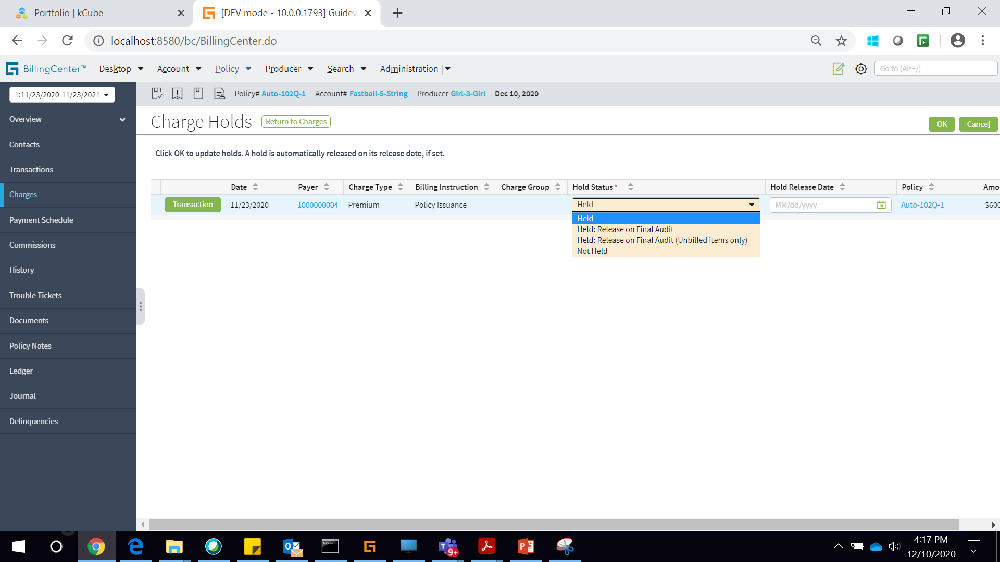 Portfolio | kCube
[DEV mode - 10.0.0.1793] Guidew
localhost:8580/bc/BillingCenter.do
BillingCenter™ Desktop Account Policy Producer Search Administration Go to (Alt+/)
1:11/23/2020-11/23/2021
Policy# Auto-102Q-1 Account# Fastball-5-String Producer Girl-3-Girl Dec 10, 2020
Overview
Contacts
Transactions
Charges
Payment Schedule
Commissions
History
Trouble Tickets
Documents
Policy Notes
Ledger
Journal
Delinquencies
Charge Holds Return to Charges OK Cancel
Click OK to update holds. A hold is automatically released on its release date, if set.
Date Payer Charge Type Billing Instruction Charge Group Hold Status* Hold Release Date Policy Amo
Transaction 11/23/2020 1000000004 Premium Policy Issuance Held MM/dd/yyyy Auto-102Q-1 $600
Held
Held: Release on Final Audit
Held: Release on Final Audit (Unbilled items only)
Not Held
9+
4:17 PM
12/10/2020